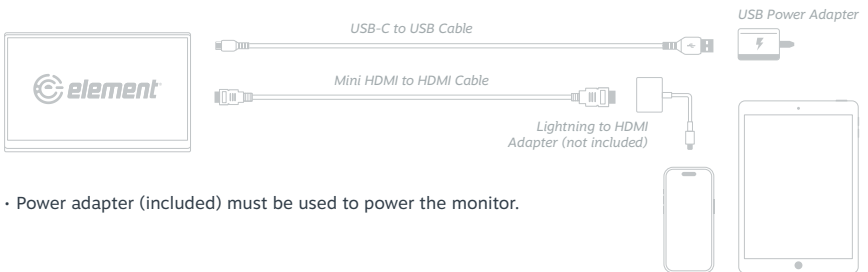 USB Power Adapter
USB-C to USB Cable
element
Mini HDMI to HDMI Cable
Lightning to HDMI
Adapter (not included)
• Power adapter (included) must be used to power the monitor.